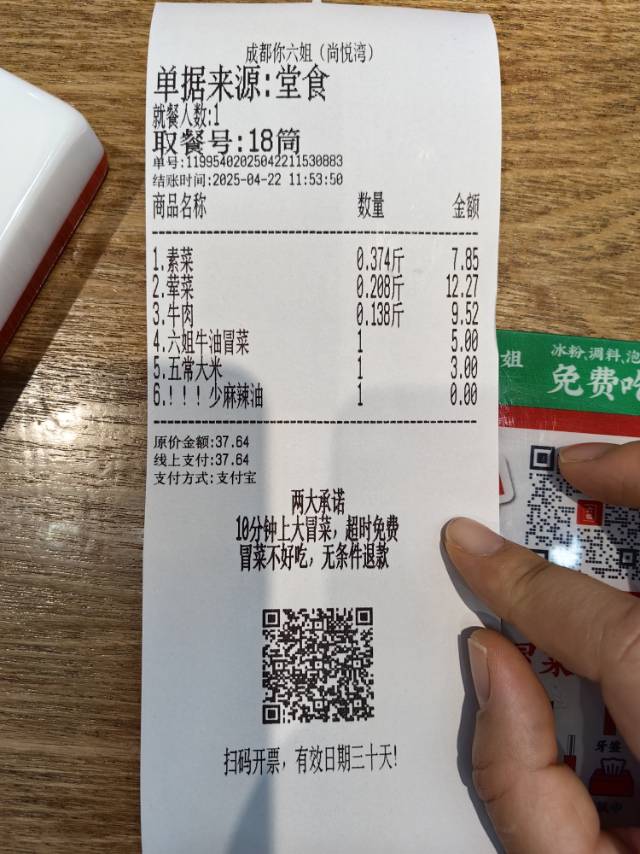 成都你六姐（尚悦湾）
单据来源:堂食
就餐人数:1
取餐号:18筒
单号:11995402025042211530883
结账时间:2025-04-22 11:53:50
商品名称 数量 金额
1.素菜 0.374斤 7.85
2.荤菜 0.208斤 12.27
3.牛肉 0.138斤 9.52
4.六姐牛油冒菜 1 5.00
5.五常大米 1 3.00
6.!!!少麻辣油 1 0.00
原价金额:37.64
线上支付:37.64
支付方式:支付宝
两大承诺
10分钟上大冒菜，超时免费
冒菜不好吃，无条件退款
扫码开票，有效日期三十天!
姐
冰粉,调料,泡
免费吃
牙签